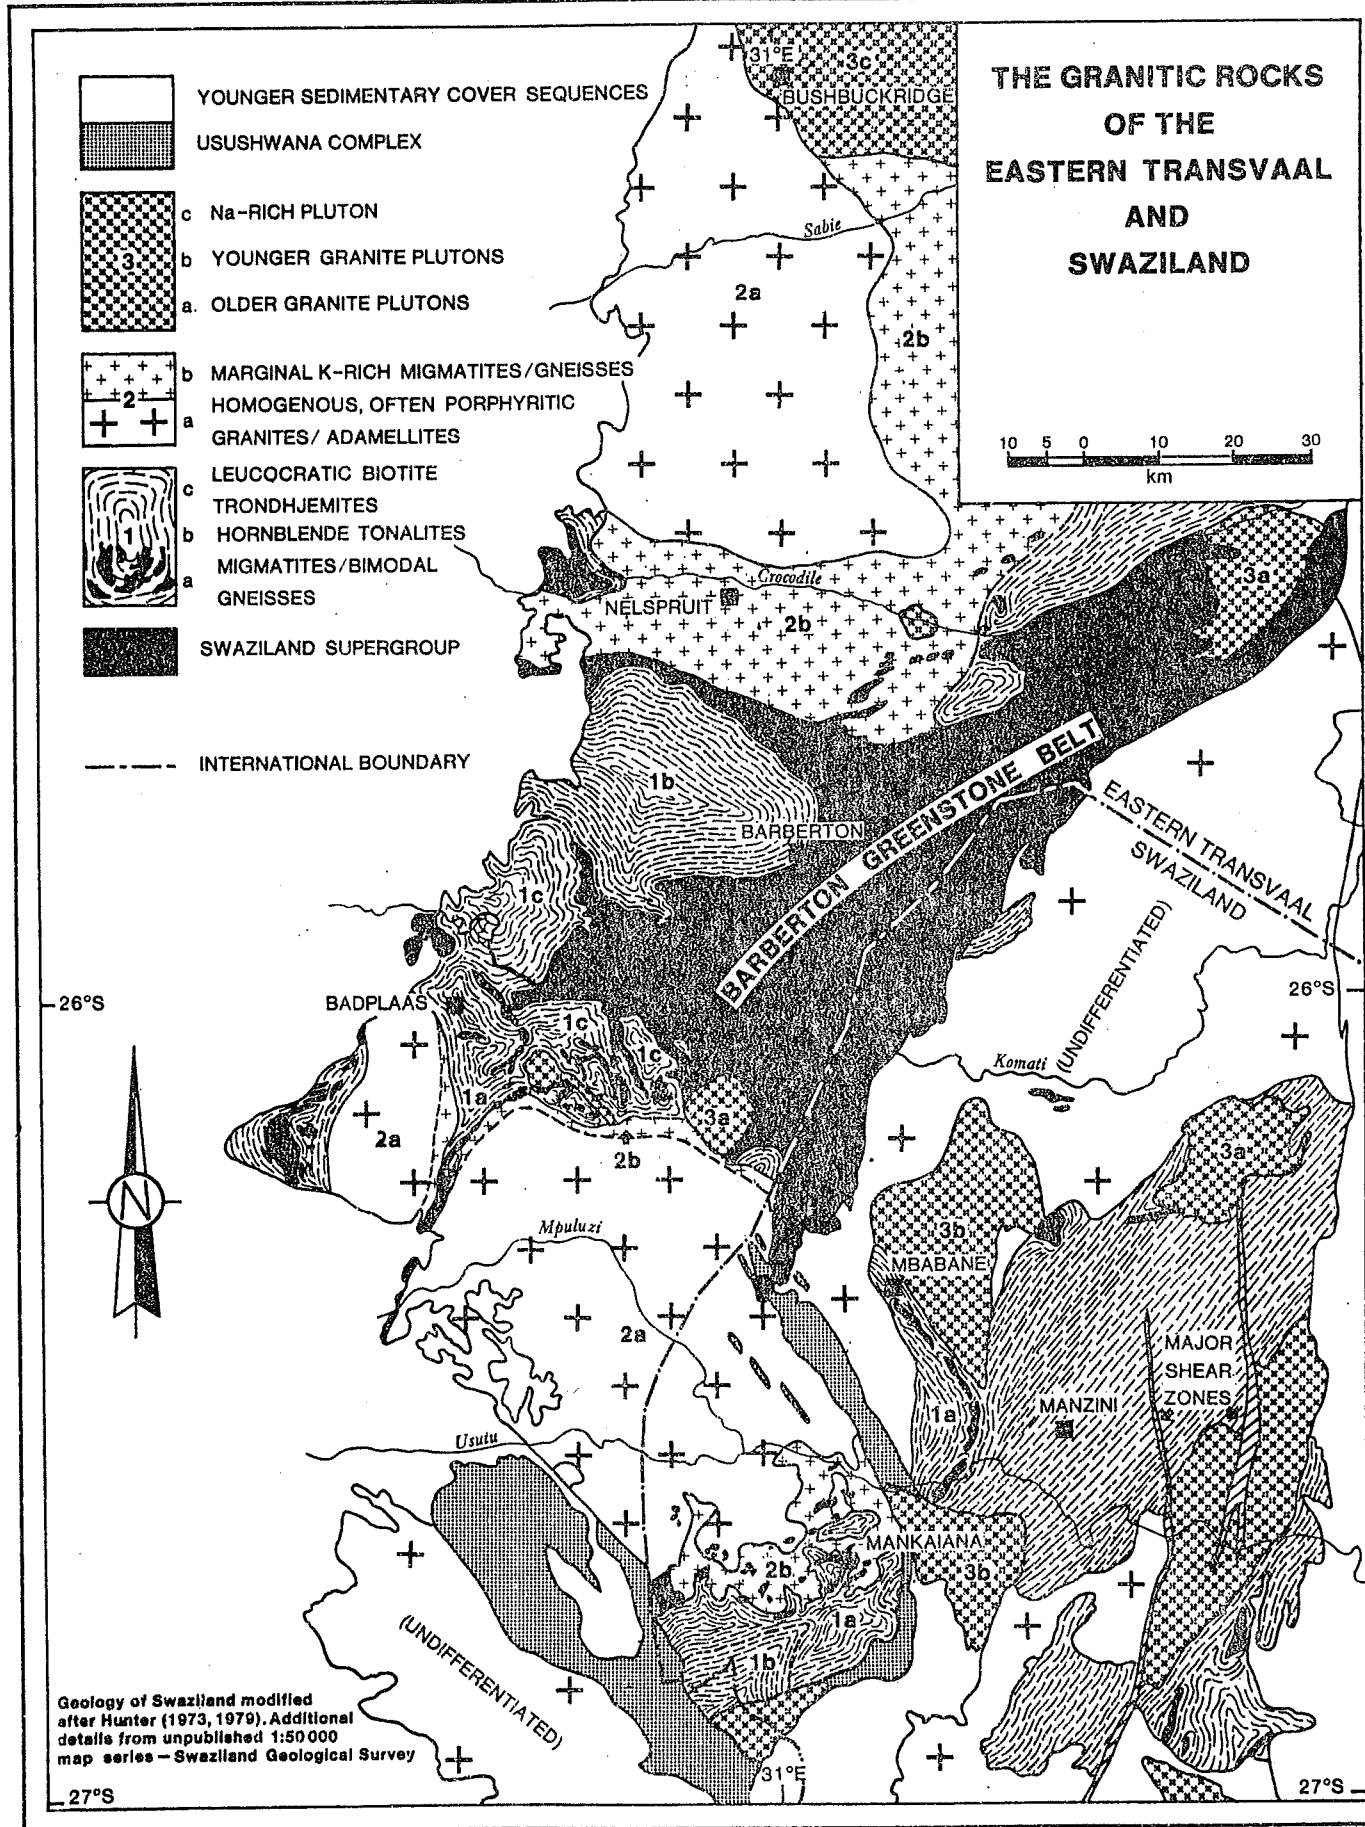 THE GRANITIC ROCKS
OF THE
EASTERN TRANSVAAL
AND
SWAZILAND
10 5 0 10 20 30
km
YOUNGER SEDIMENTARY COVER SEQUENCES
USUSHWANA COMPLEX
3
c Na-RICH PLUTON
b YOUNGER GRANITE PLUTONS
a. OLDER GRANITE PLUTONS
2
b MARGINAL K-RICH MIGMATITES/GNEISSES
a HOMOGENOUS, OFTEN PORPHYRITIC
GRANITES/ADAMELLITES
1
c LEUCOCRATIC BIOTITE
TRONDHJEMITES
b HORNBLENDE TONALITES
a MIGMATITES/BIMODAL
GNEISSES
SWAZILAND SUPERGROUP
INTERNATIONAL BOUNDARY
31°E
3c
BUSHBUCKRIDGE
Sabie
2a
2b
Crocodile
NELSPRUIT
2b
3a
1b
BARBERTON
BARBERTON GREENSTONE BELT
EASTERN TRANSVAAL
SWAZILAND
1c
(UNDIFFERENTIATED)
26°S
BADPLAAS
26°S
1c
1c
Komati
1a
3a
2a
2b
3a
N
Mpuluzi
3b
MBABANE
2a
MAJOR
SHEAR
ZONES
1a
MANZINI
Usutu
MANKAIANA
2b
3b
1a
1b
(UNDIFFERENTIATED)
Geology of Swaziland modified
after Hunter (1973, 1979). Additional
details from unpublished 1:50 000
map series — Swaziland Geological Survey
31°E
27°S
27°S